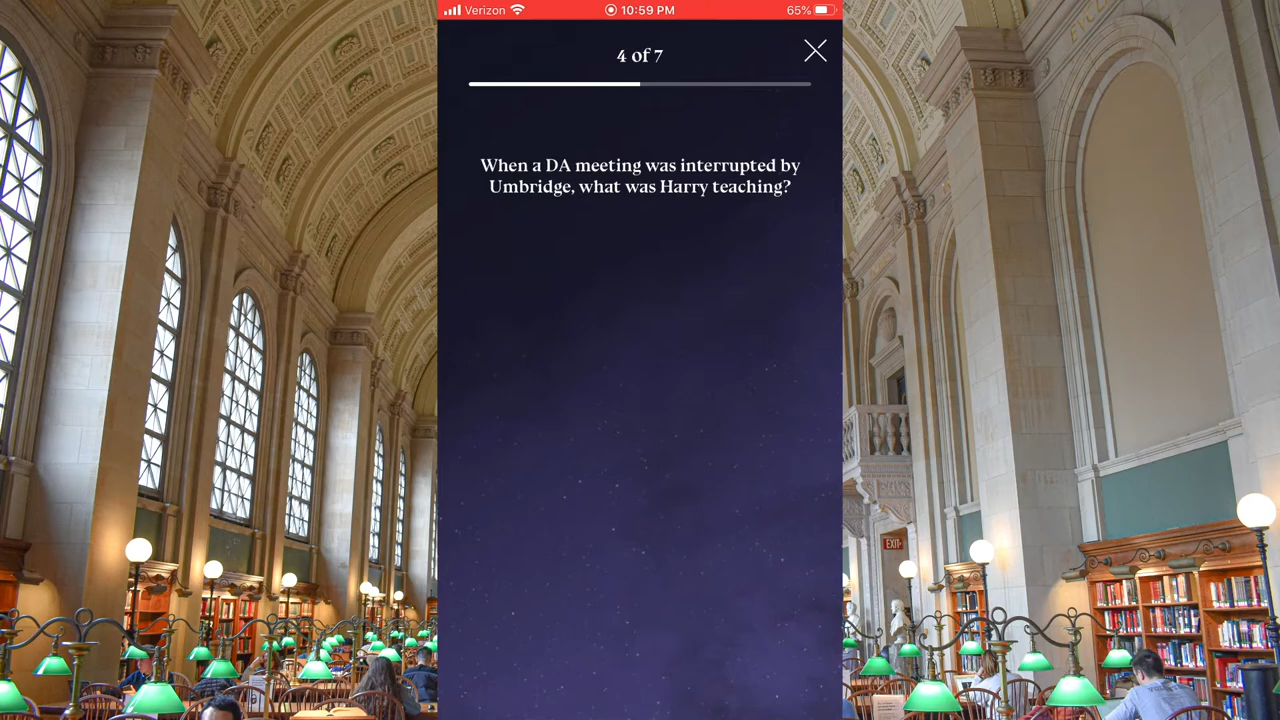 Verizon 10:59 PM 65%
4 of 7
When a DA meeting was interrupted by
Umbridge, what was Harry teaching?
EXIT